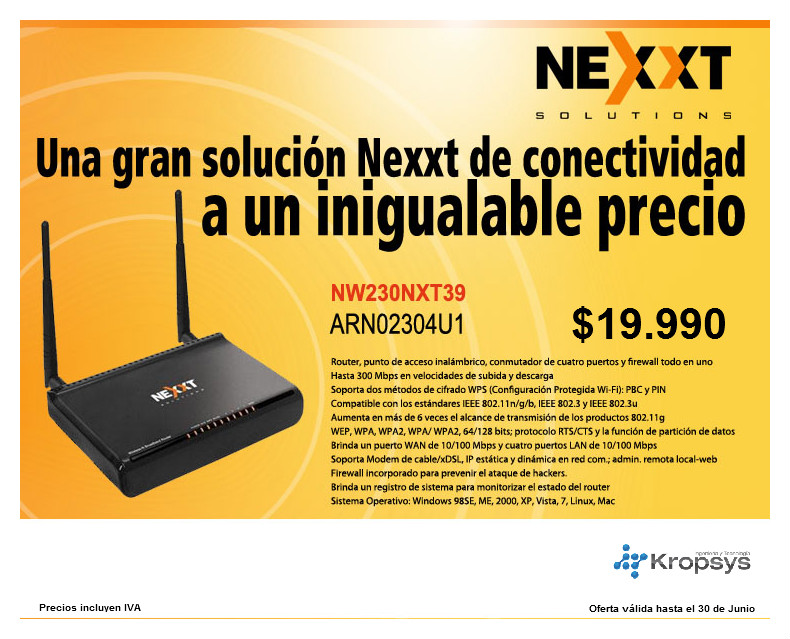 NEXXT
SOLUTIONS
Una gran solución Nexxt de conectividad
a un inigualable precio
NW230NXT39
ARN02304U1
$19.990
Router, punto de acceso inalámbrico, conmutador de cuatro puertos y firewall todo en uno
Hasta 300 Mbps en velocidades de subida y descarga
Soporta dos métodos de cifrado WPS (Configuración Protegida Wi-Fi): PBC y PIN
Compatible con los estándares IEEE 802.11n/g/b, IEEE 802.3 y IEEE 802.3u
Aumenta en más de 6 veces el alcance de transmisión de los productos 802.11g
WEP, WPA, WPA2, WPA/ WPA2, 64/128 bits; protocolo RTS/CTS y la función de partición de datos
Brinda un puerto WAN de 10/100 Mbps y cuatro puertos LAN de 10/100 Mbps
Soporta Modem de cable/xDSL, IP estática y dinámica en red com.; admin. remota local-web
Firewall incorporado para prevenir el ataque de hackers.
Brinda un registro de sistema para monitorizar el estado del router
Sistema Operativo: Windows 98SE, ME, 2000, XP, Vista, 7, Linux, Mac
NEXXT
SOLUTIONS
Ingeniería y Tecnología
Kropsys
Precios incluyen IVA
Oferta válida hasta el 30 de Junio